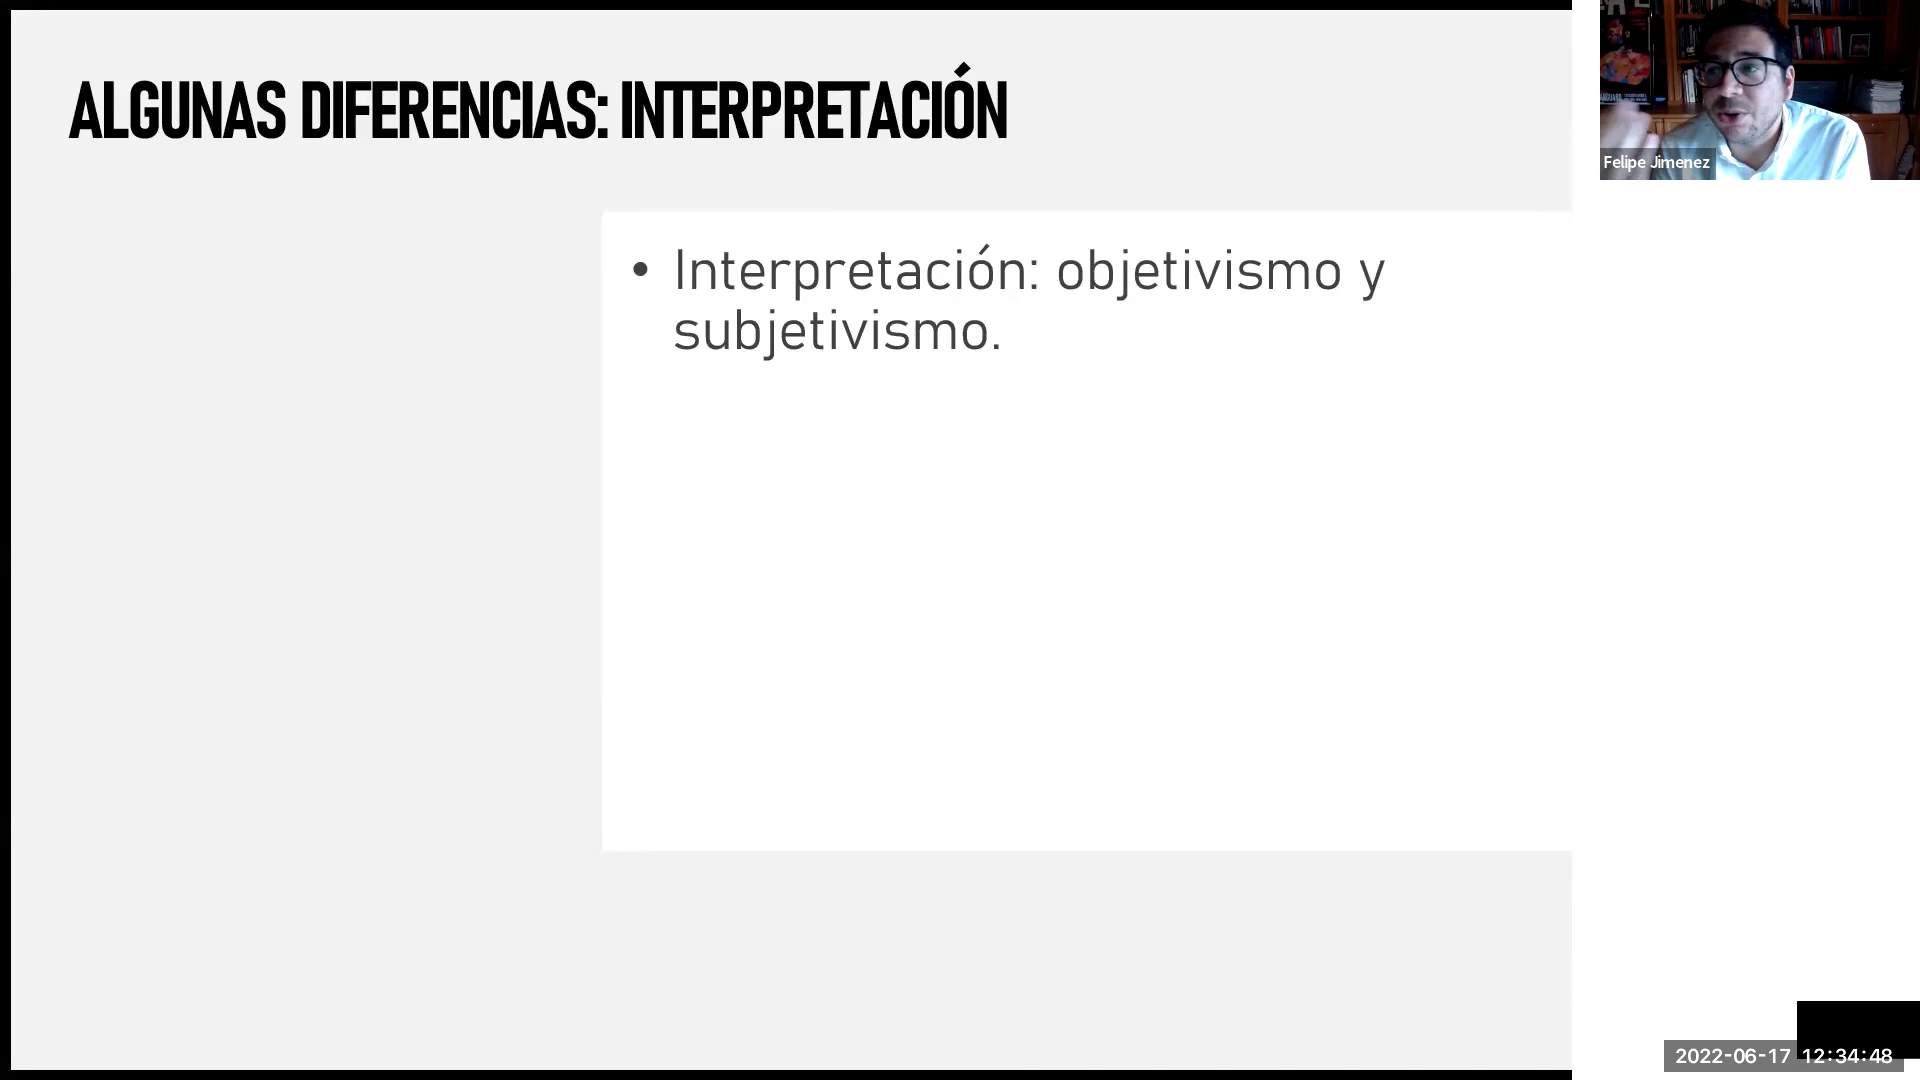 ALGUNAS DIFERENCIAS: INTERPRETACIÓN
• Interpretación: objetivismo y
subjetivismo.
Felipe Jimenez
2022-06-17 12:34:48